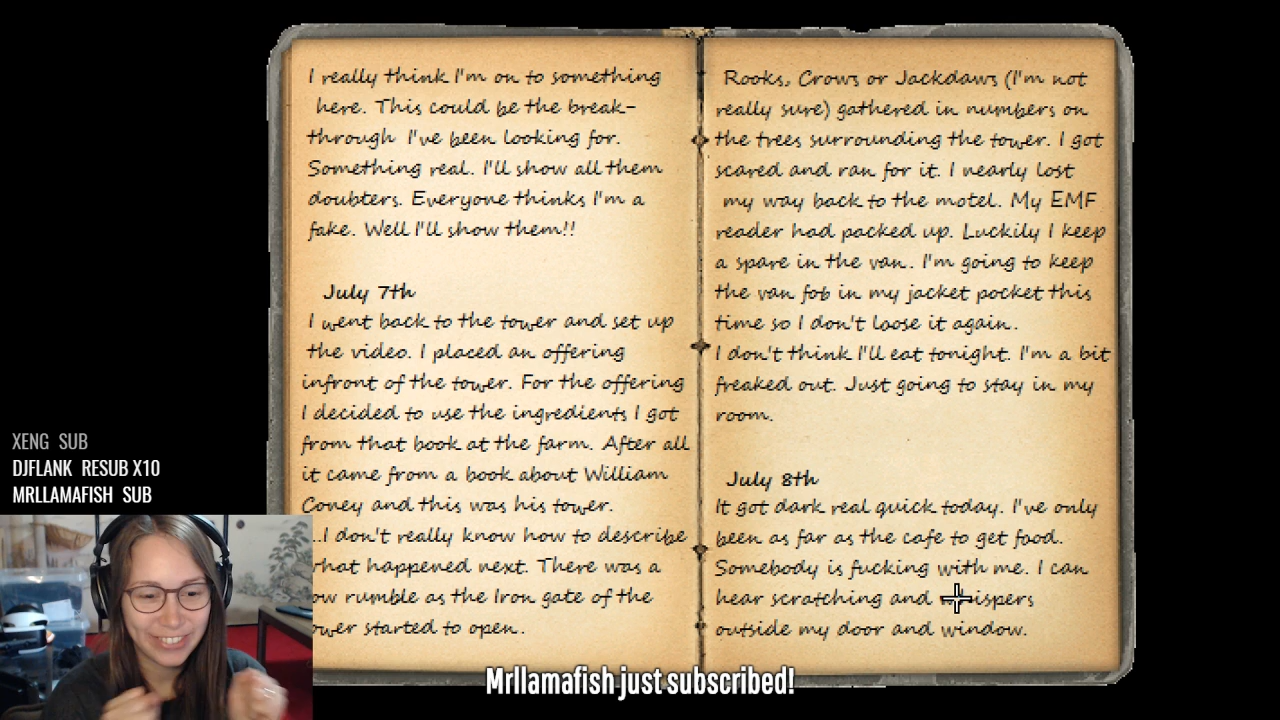 I really think I'm on to something
here. This could be the break-
through I've been looking for.
Something real. I'll show all them
doubters. Everyone thinks I'm a
fake. Well I'll show them!!
July 7th
I went back to the tower and set up
the video. I placed an offering
infront of the tower. For the offering
I decided to use the ingredients I got
from that book at the farm. After all
it came from a book about William
Coney and this was his tower.
..I don't really know how to describe
what happened next. There was a
low rumble as the Iron gate of the
tower started to open.
Rooks, Crows or Jackdaws (I'm not
really sure) gathered in numbers on
the trees surrounding the tower. I got
scared and ran for it. I nearly lost
my way back to the motel. My EMF
reader had packed up. Luckily I keep
a spare in the van. I'm going to keep
the van fob in my jacket pocket this
time so I don't loose it again.
I don't think I'll eat tonight. I'm a bit
freaked out. Just going to stay in my
room.
July 8th
It got dark real quick today. I've only
been as far as the cafe to get food.
Somebody is fucking with me. I can
hear scratching and whispers
outside my door and window.
XENG SUB
DJFLANK RESUB X10
MRLLAMAFISH SUB
Mrllamafish just subscribed!